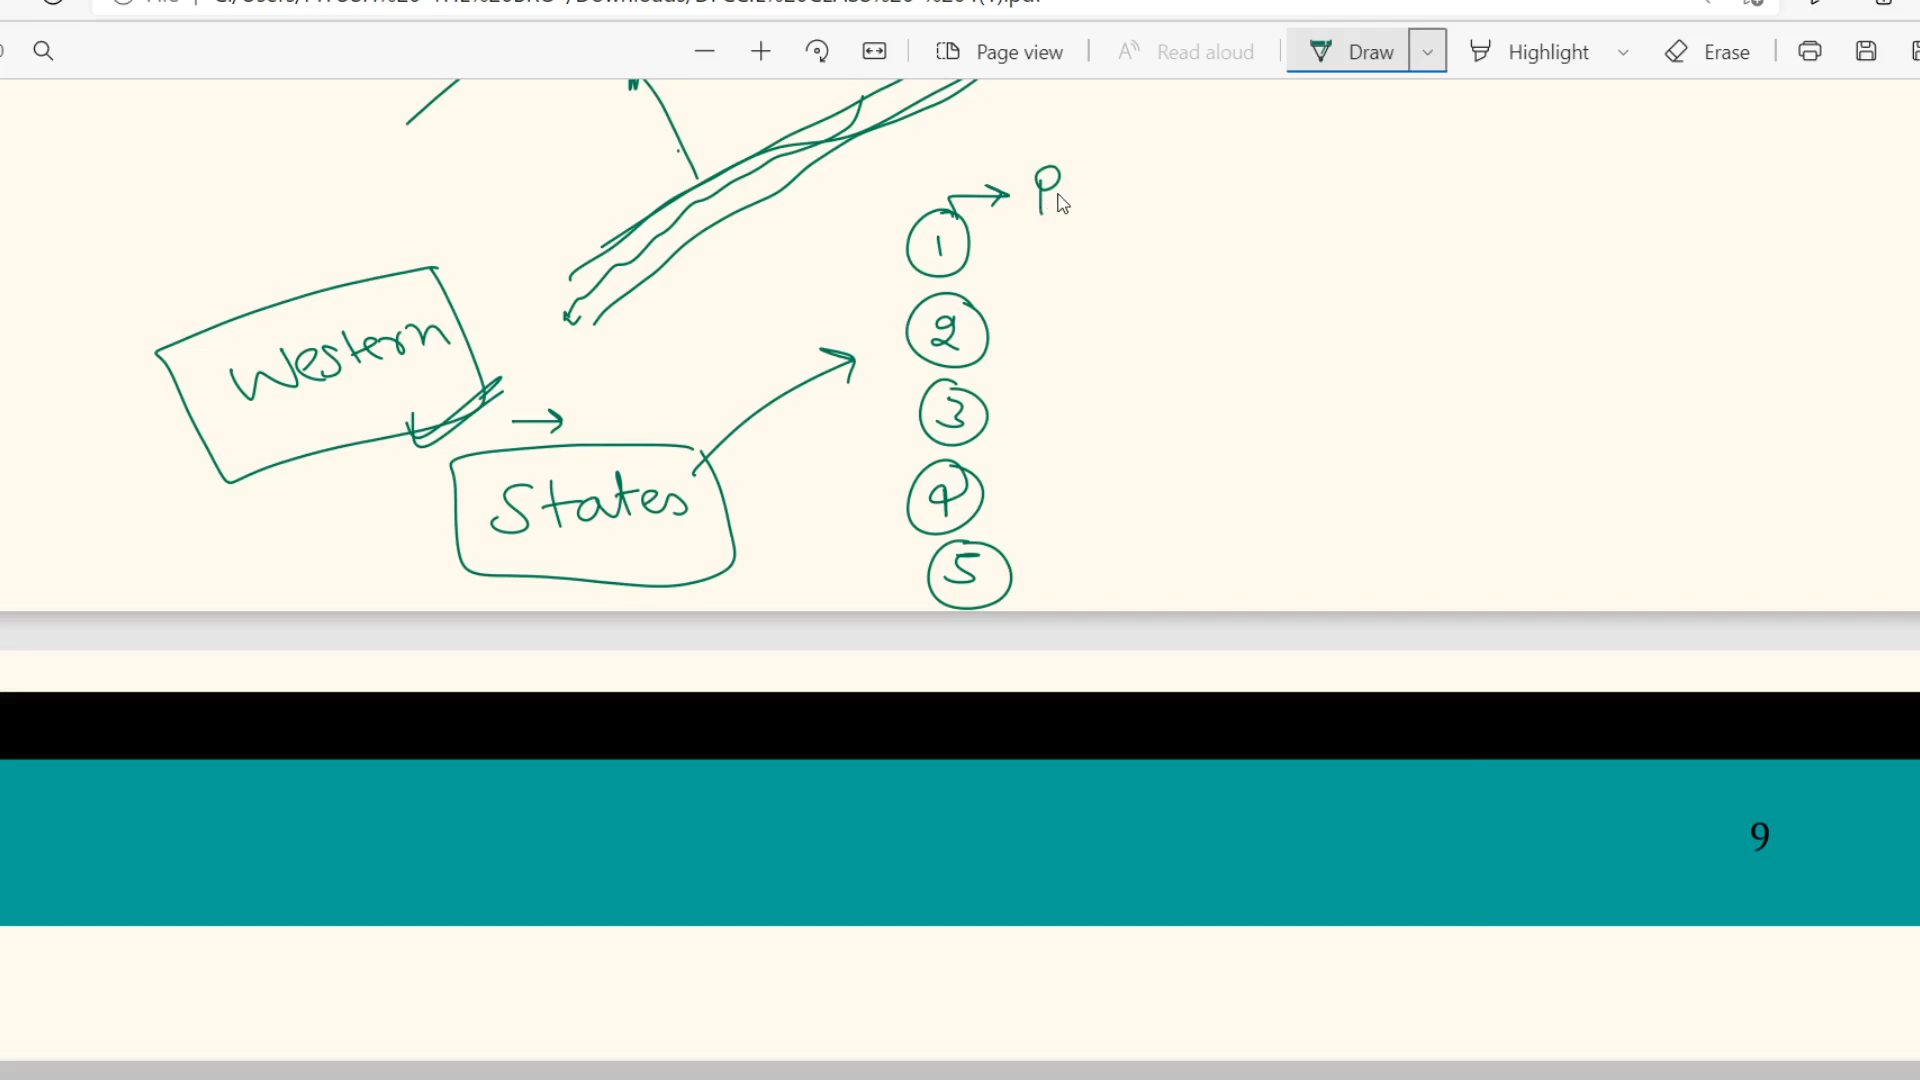 Page view
Read aloud
Draw
Highlight
Erase
P
1
2
3
4
5
Western
→
States
9